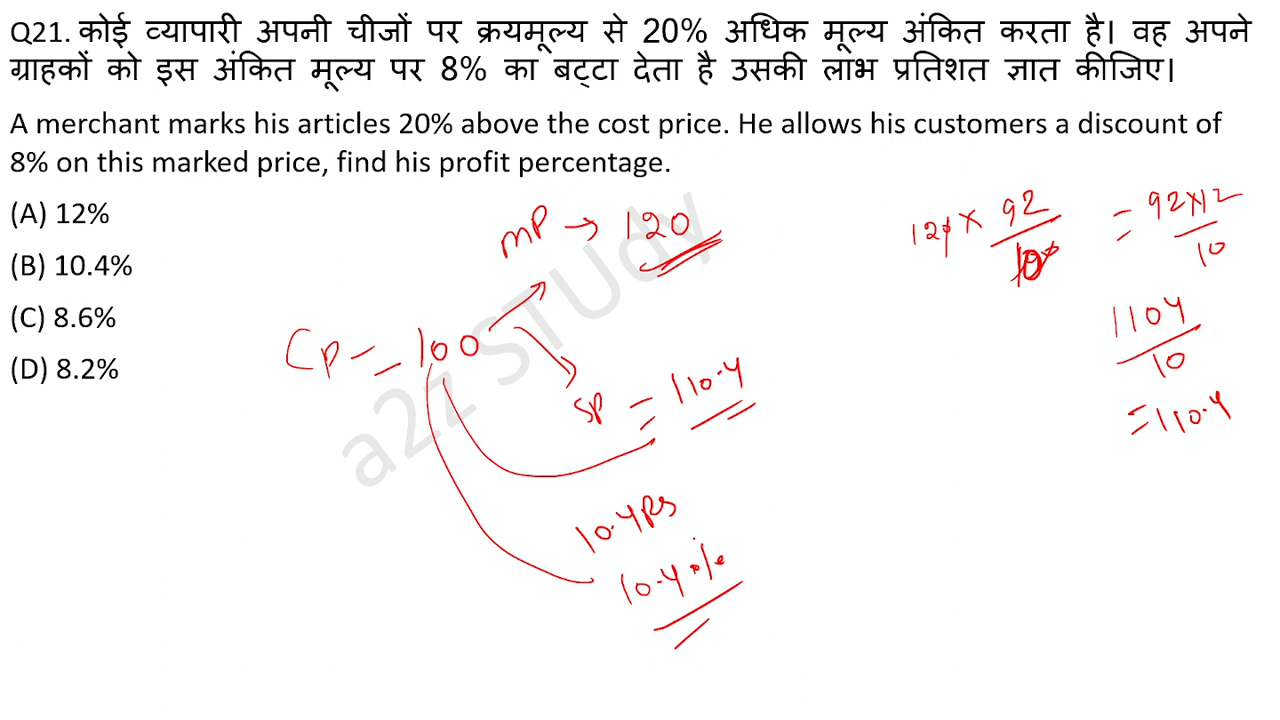 Q21. कोई व्यापारी अपनी चीजों पर क्रयमूल्य से 20% अधिक मूल्य अंकित करता है। वह अपने
ग्राहकों को इस अंकित मूल्य पर 8% का बट्टा देता है उसकी लाभ प्रतिशत ज्ञात कीजिए।
A merchant marks his articles 20% above the cost price. He allows his customers a discount of
8% on this marked price, find his profit percentage.
(A) 12%
(B) 10.4%
(C) 8.6%
(D) 8.2%
MP → 120
120 × 92/100 = 92×12/10
1104/10
= 110.4
CP = 100
SP = 110.4
10.4 Rs
10.4%
a2z STUdy